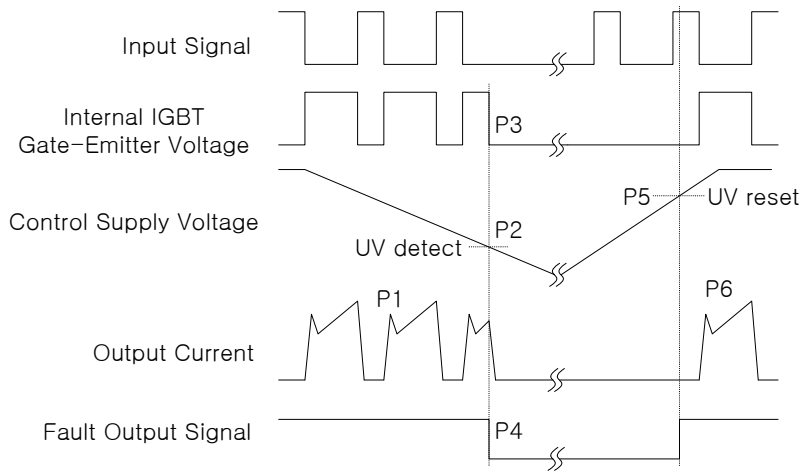 Input Signal
Internal IGBT
Gate-Emitter Voltage
P3
Control Supply Voltage
P5
UV reset
P2
UV detect
P1
P6
Output Current
Fault Output Signal
P4